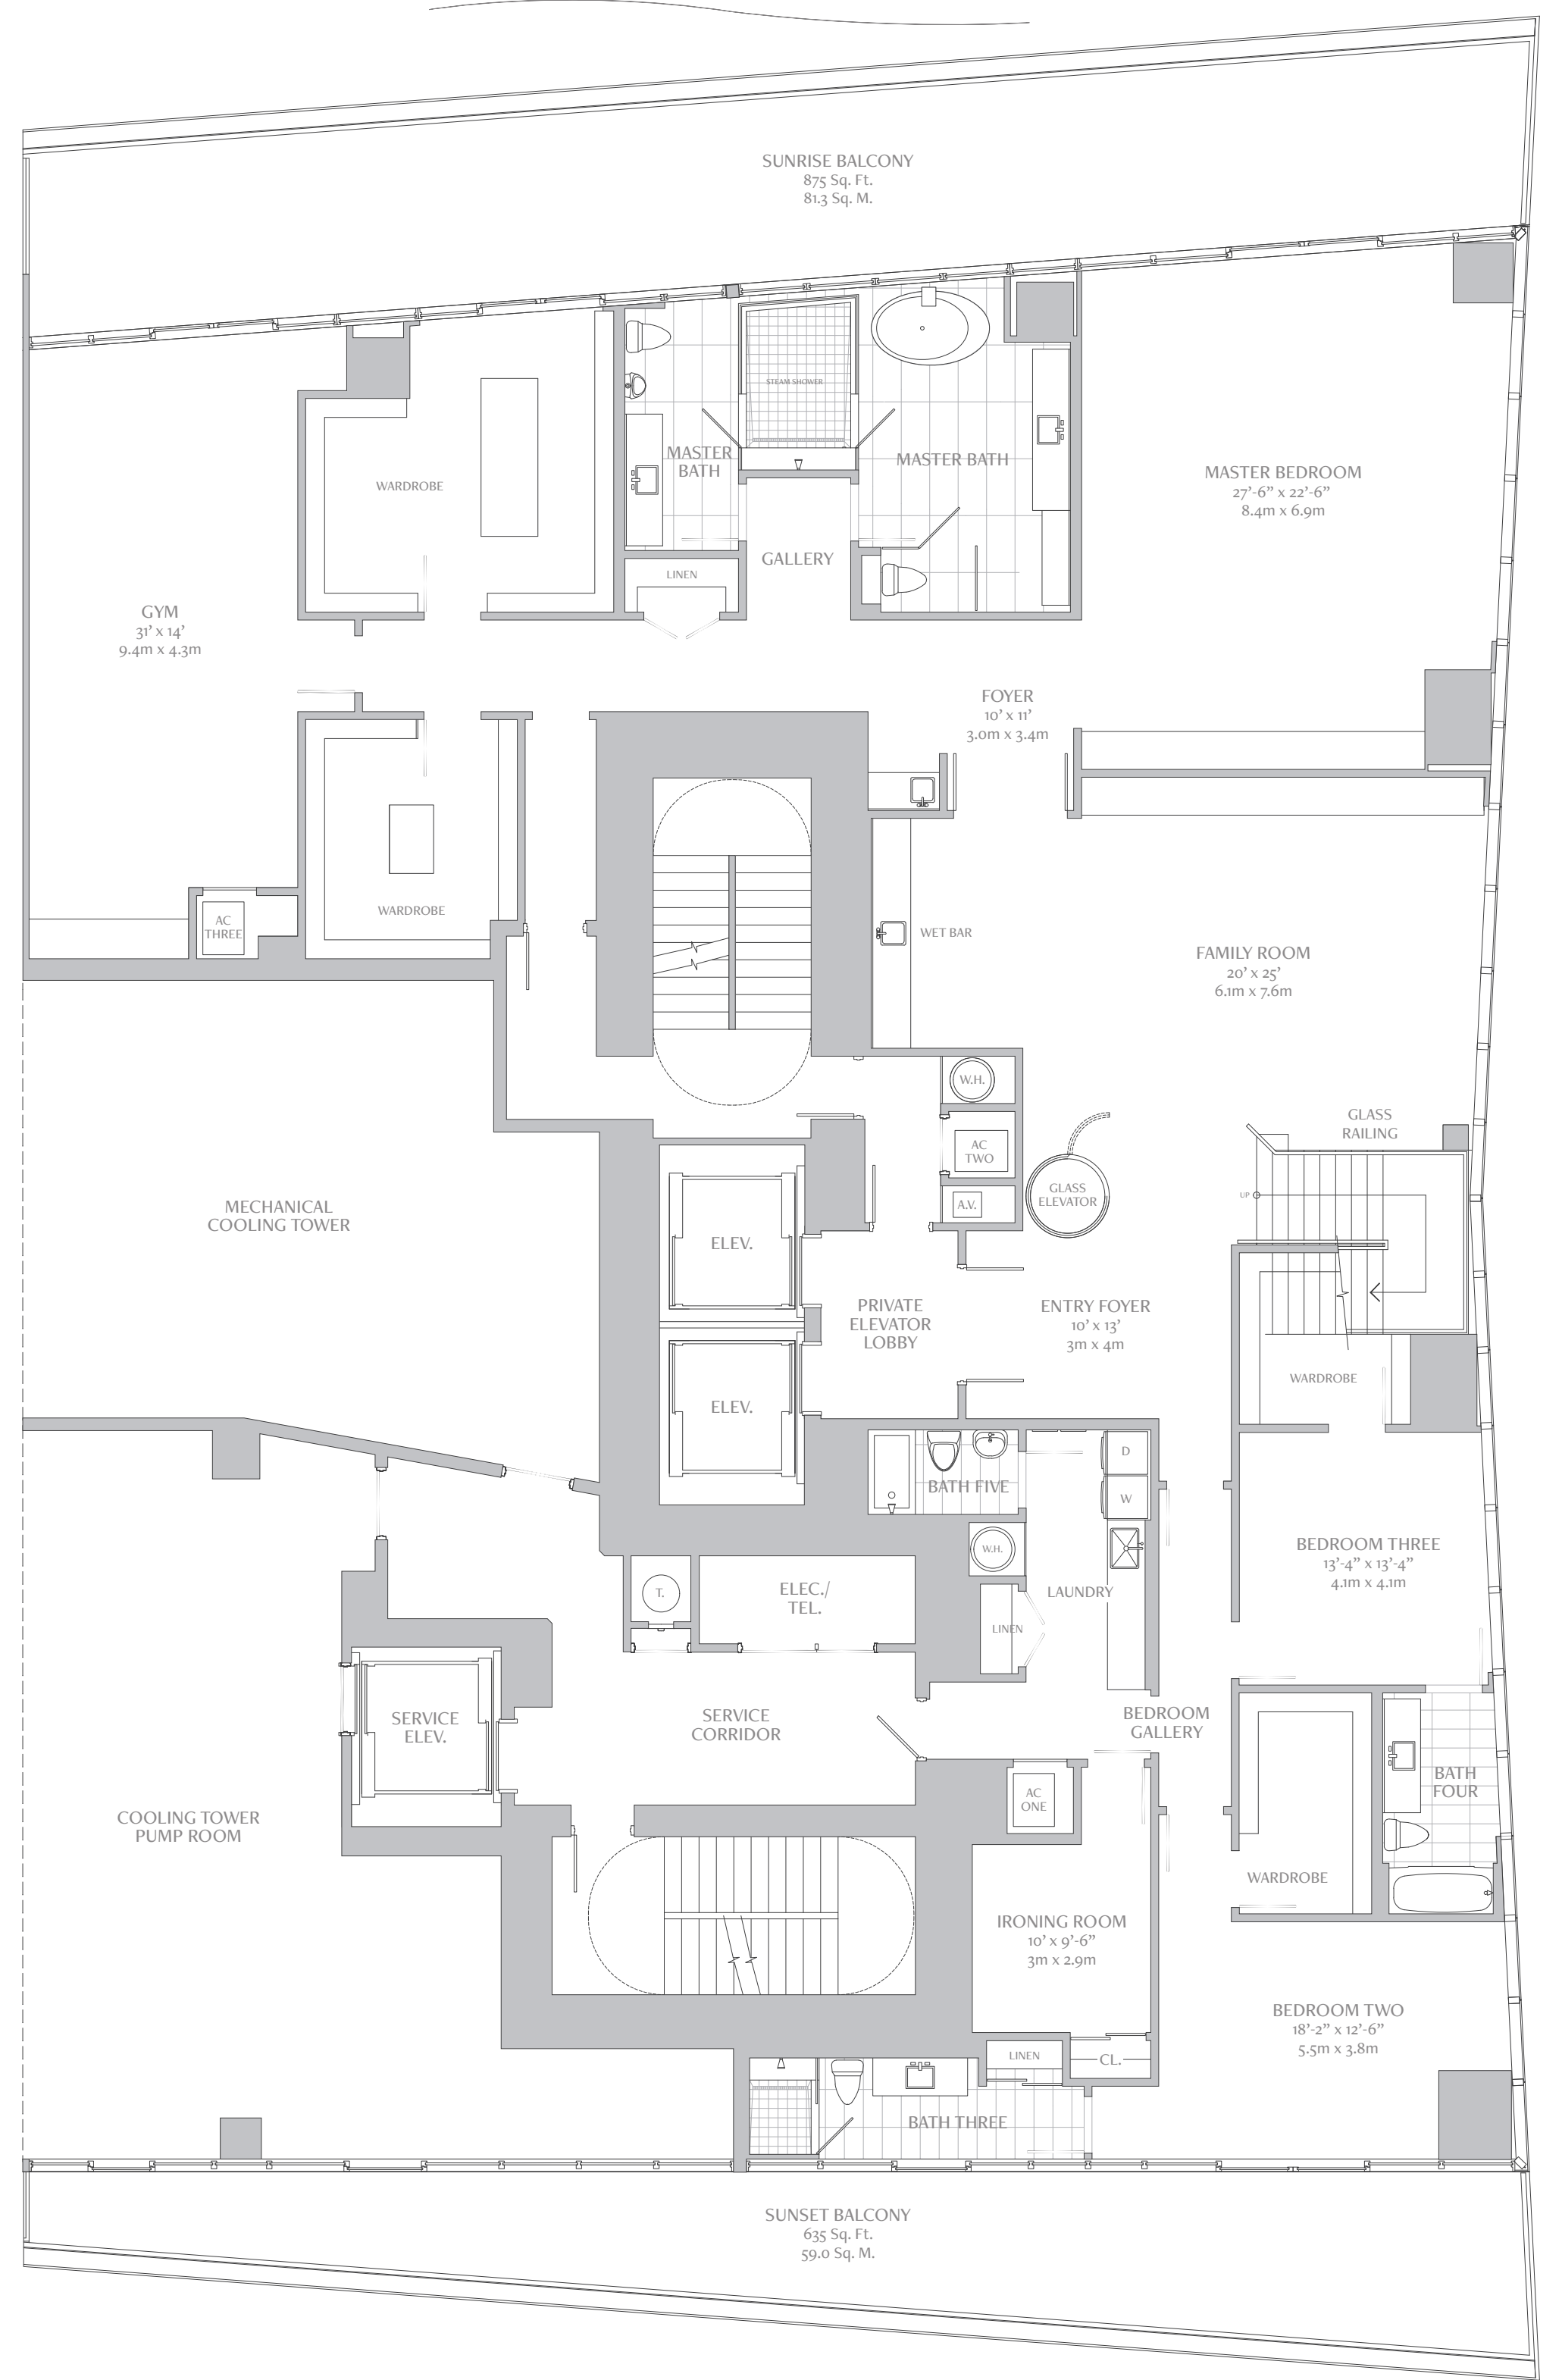 SUNRISE BALCONY
875 Sq. Ft.
81.3 Sq. M.
STEAM SHOWER
MASTER
BATH
MASTER BATH
WARDROBE
MASTER BEDROOM
27’-6” x 22’-6”
8.4m x 6.9m
GALLERY
LINEN
GYM
31’ x 14’
9.4m x 4.3m
FOYER
10’ x 11’
3.0m x 3.4m
AC
THREE
WARDROBE
WET BAR
FAMILY ROOM
20’ x 25’
6.1m x 7.6m
W.H.
GLASS
RAILING
AC
TWO
GLASS
ELEVATOR
UP
A.V.
MECHANICAL
COOLING TOWER
ELEV.
PRIVATE
ELEVATOR
LOBBY
ENTRY FOYER
10’ x 13’
3m x 4m
WARDROBE
ELEV.
D
BATH FIVE
W
W.H.
BEDROOM THREE
13’-4” x 13’-4”
4.1m x 4.1m
T.
ELEC./
TEL.
LAUNDRY
LINEN
SERVICE
ELEV.
SERVICE
CORRIDOR
BEDROOM
GALLERY
AC
ONE
BATH
FOUR
COOLING TOWER
PUMP ROOM
WARDROBE
IRONING ROOM
10’ x 9’-6”
3m x 2.9m
BEDROOM TWO
18’-2” x 12’-6”
5.5m x 3.8m
LINEN
CL.
BATH THREE
SUNSET BALCONY
635 Sq. Ft.
59.0 Sq. M.